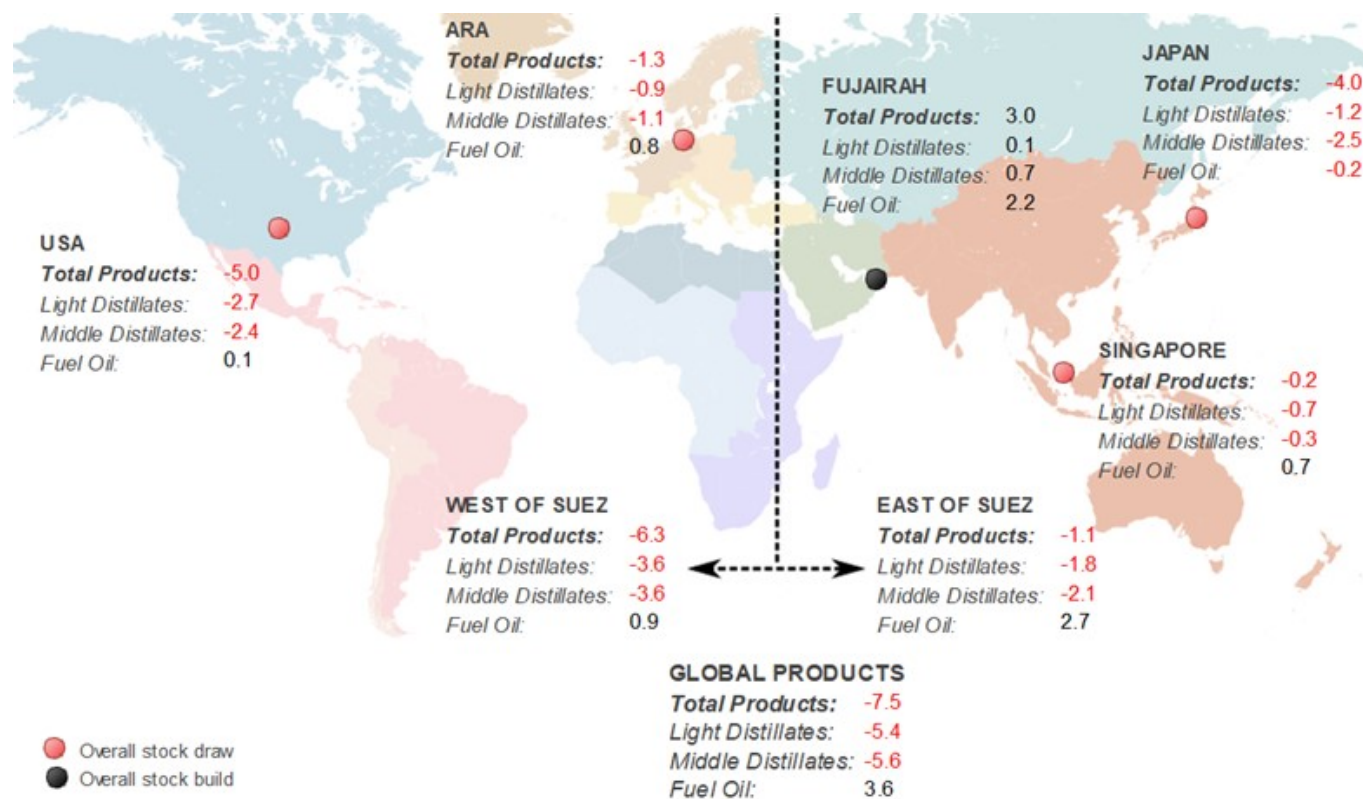 ARA
Total Products: -1.3
Light Distillates: -0.9
Middle Distillates: -1.1
Fuel Oil: 0.8
FUJAIRAH
Total Products: 3.0
Light Distillates: 0.1
Middle Distillates: 0.7
Fuel Oil: 2.2
JAPAN
Total Products: -4.0
Light Distillates: -1.2
Middle Distillates: -2.5
Fuel Oil: -0.2
USA
Total Products: -5.0
Light Distillates: -2.7
Middle Distillates: -2.4
Fuel Oil: 0.1
SINGAPORE
Total Products: -0.2
Light Distillates: -0.7
Middle Distillates: -0.3
Fuel Oil: 0.7
WEST OF SUEZ
Total Products: -6.3
Light Distillates: -3.6
Middle Distillates: -3.6
Fuel Oil: 0.9
EAST OF SUEZ
Total Products: -1.1
Light Distillates: -1.8
Middle Distillates: -2.1
Fuel Oil: 2.7
GLOBAL PRODUCTS
Total Products: -7.5
Light Distillates: -5.4
Middle Distillates: -5.6
Fuel Oil: 3.6
Overall stock draw
Overall stock build